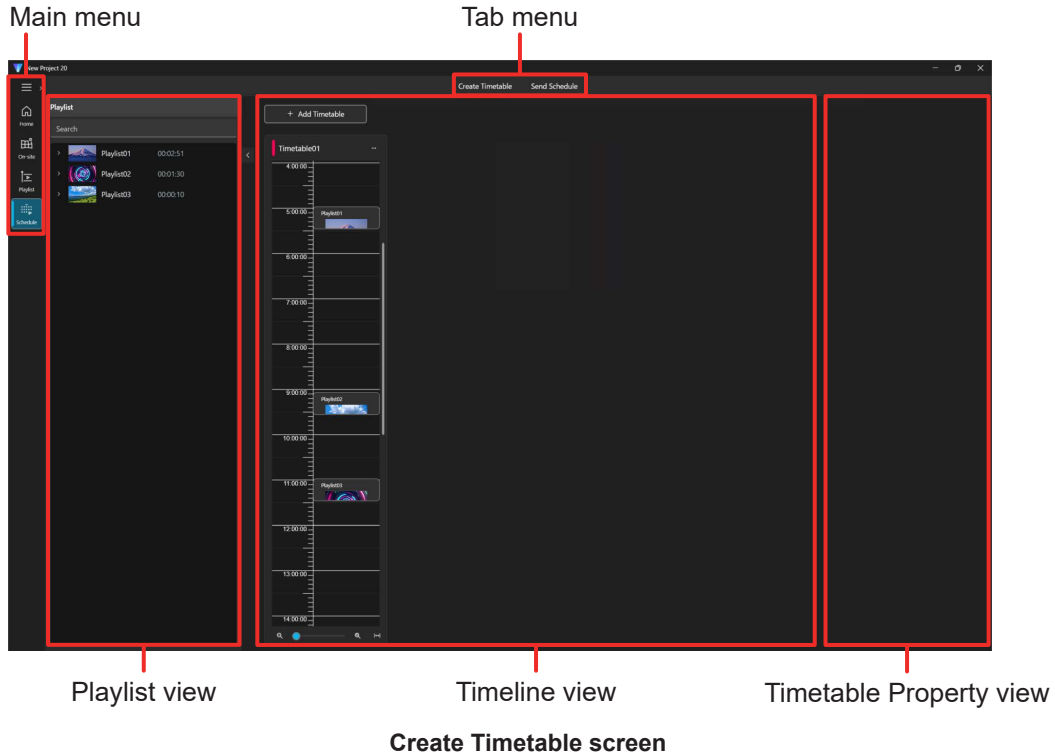 Main menu
Tab menu
New Project 20
Create Timetable
Send Schedule
Home
On-site
Playlist
Schedule
Playlist
Search
Playlist01 00:02:51
Playlist02 00:01:30
Playlist03 00:00:10
+ Add Timetable
Timetable01
4:00:00
5:00:00
Playlist01
6:00:00
7:00:00
8:00:00
9:00:00
Playlist02
10:00:00
11:00:00
Playlist03
12:00:00
13:00:00
14:00:00
Playlist view
Timeline view
Timetable Property view
Create Timetable screen